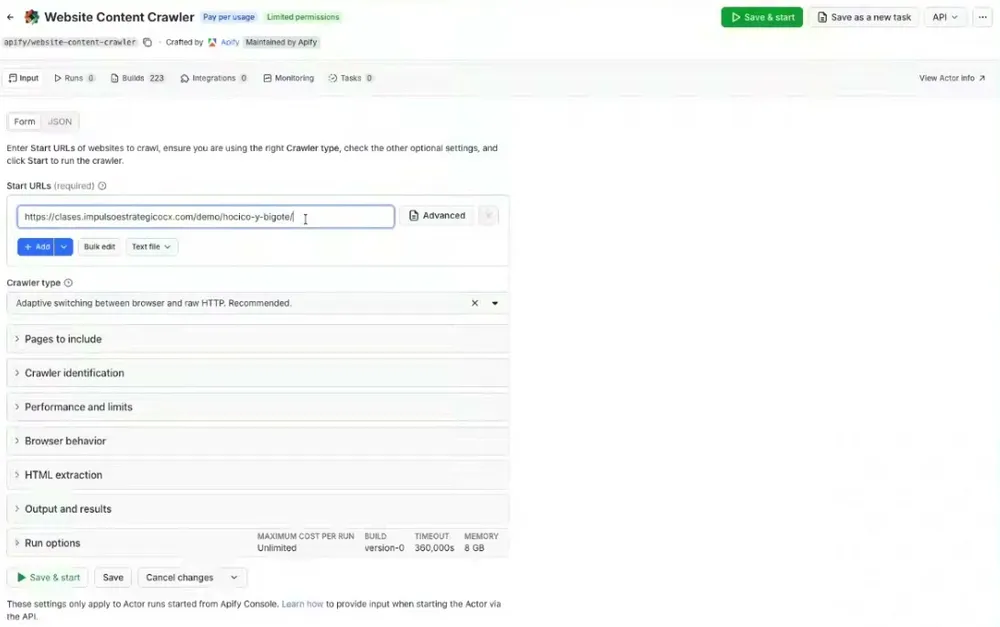 Website Content Crawler Pay per usage Limited permissions Save & start Save as a new task API
apify/website-content-crawler · Crafted by Apify Maintained by Apify
Input Runs 0 Builds 223 Integrations 0 Monitoring Tasks 0 View Actor info
Form JSON
Enter Start URLs of websites to crawl, ensure you are using the right Crawler type, check the other optional settings, and
click Start to run the crawler.
Start URLs (required)
https://clases.impulsoestrategicocx.com/demo/hocico-y-bigote/ Advanced
+ Add Bulk edit Text file
Crawler type
Adaptive switching between browser and raw HTTP. Recommended.
Pages to include
Crawler identification
Performance and limits
Browser behavior
HTML extraction
Output and results
Run options MAXIMUM COST PER RUN BUILD TIMEOUT MEMORY
Unlimited version-0 360,000s 8 GB
Save & start Save Cancel changes
These settings only apply to Actor runs started from Apify Console. Learn how to provide input when starting the Actor via
the API.